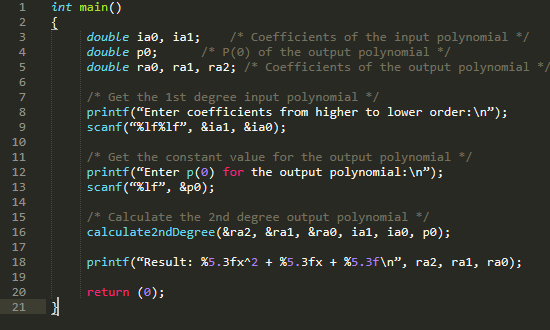 1 int main()
2 {
3 double ia0, ia1; /* Coefficients of the input polynomial */
4 double p0; /* P(0) of the output polynomial */
5 double ra0, ra1, ra2; /* Coefficients of the output polynomial */
6
7 /* Get the 1st degree input polynomial */
8 printf(“Enter coefficients from higher to lower order:\n”);
9 scanf(“%lf%lf”, &ia1, &ia0);
10
11 /* Get the constant value for the output polynomial */
12 printf(“Enter p(0) for the output polynomial:\n”);
13 scanf(“%lf”, &p0);
14
15 /* Calculate the 2nd degree output polynomial */
16 calculate2ndDegree(&ra2, &ra1, &ra0, ia1, ia0, p0);
17
18 printf(“Result: %5.3fx^2 + %5.3fx + %5.3f\n”, ra2, ra1, ra0);
19
20 return (0);
21 }